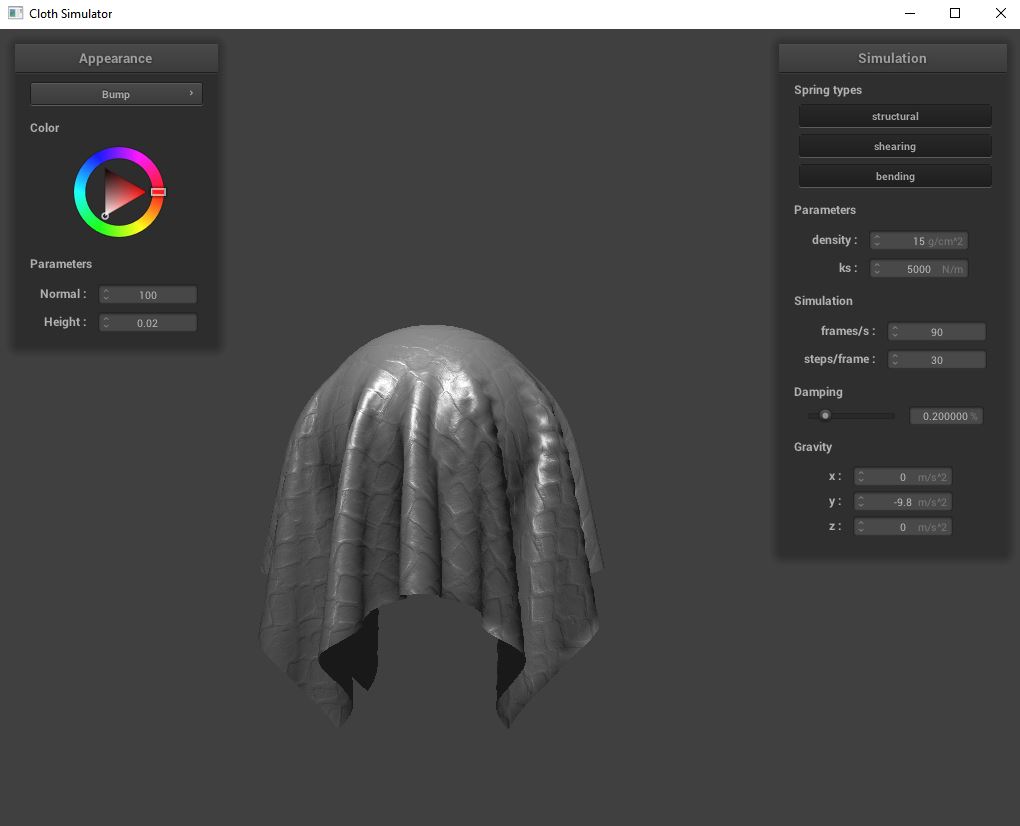 Cloth Simulator
Appearance
Bump
Color
Parameters
Normal : 100
Height : 0.02
Simulation
Spring types
structural
shearing
bending
Parameters
density : 15 g/cm^2
ks : 5000 N/m
Simulation
frames/s : 90
steps/frame : 30
Damping
0.200000 %
Gravity
x : 0 m/s^2
y : -9.8 m/s^2
z : 0 m/s^2